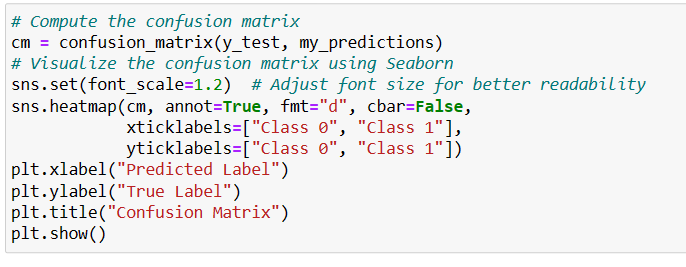 # Compute the confusion matrix
cm = confusion_matrix(y_test, my_predictions)
# Visualize the confusion matrix using Seaborn
sns.set(font_scale=1.2)  # Adjust font size for better readability
sns.heatmap(cm, annot=True, fmt="d", cbar=False,
            xticklabels=["Class 0", "Class 1"],
            yticklabels=["Class 0", "Class 1"])
plt.xlabel("Predicted Label")
plt.ylabel("True Label")
plt.title("Confusion Matrix")
plt.show()